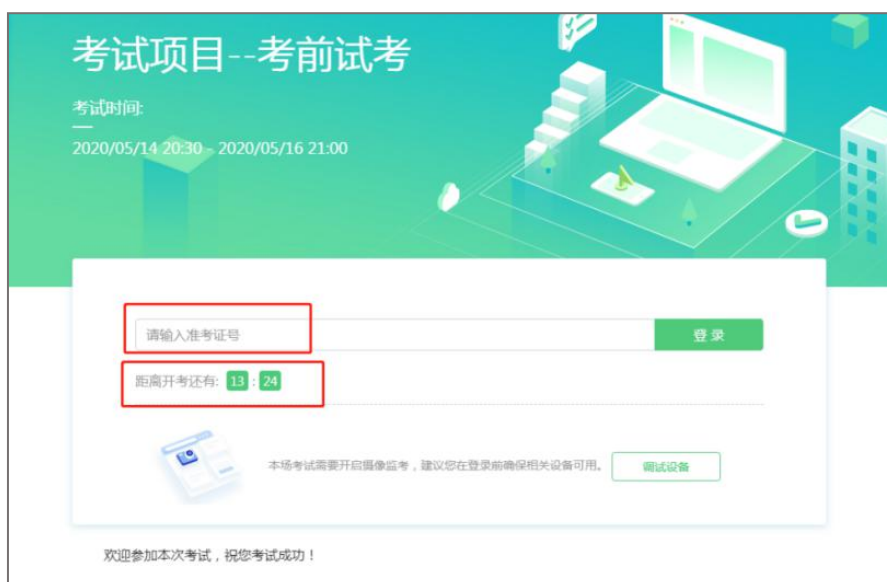 考试项目--考前试考
考试时间:
2020/05/14 20:30 - 2020/05/16 21:00
请输入准考证号
登录
距离开考还有: 13 : 24
本场考试需要开启摄像监考，建议您在登录前确保相关设备可用。
调试设备
欢迎参加本次考试，祝您考试成功！